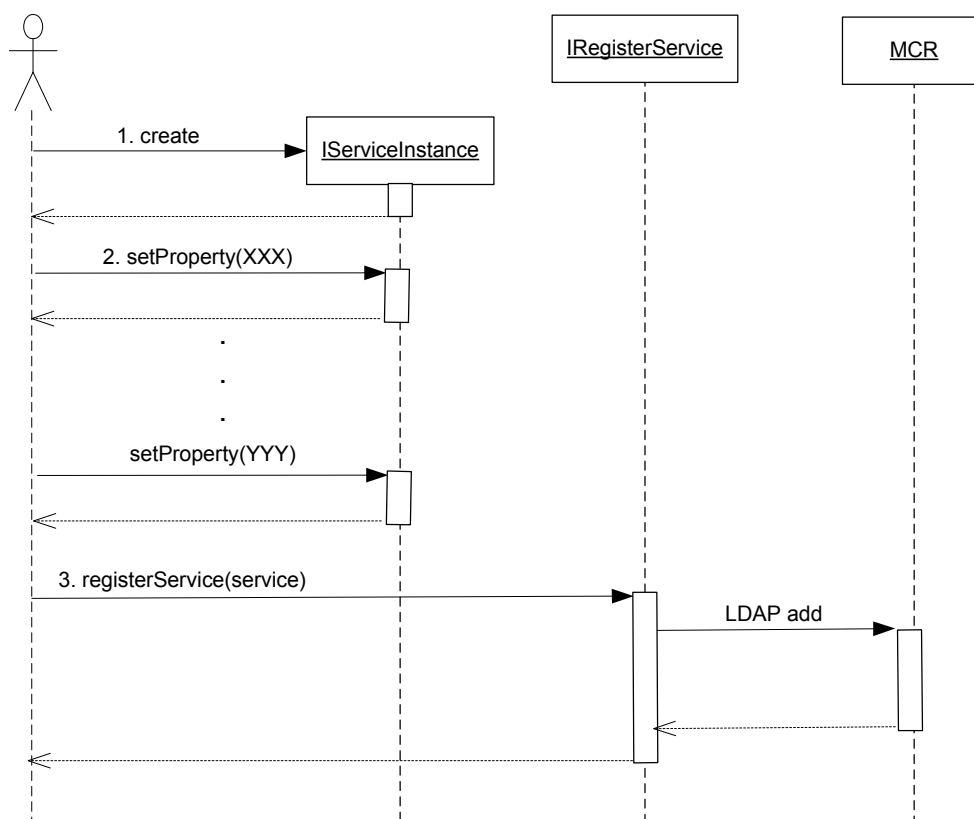 IRegisterService
MCR
1. create
IServiceInstance
2. setProperty(XXX)
.
.
.
setProperty(YYY)
3. registerService(service)
LDAP add